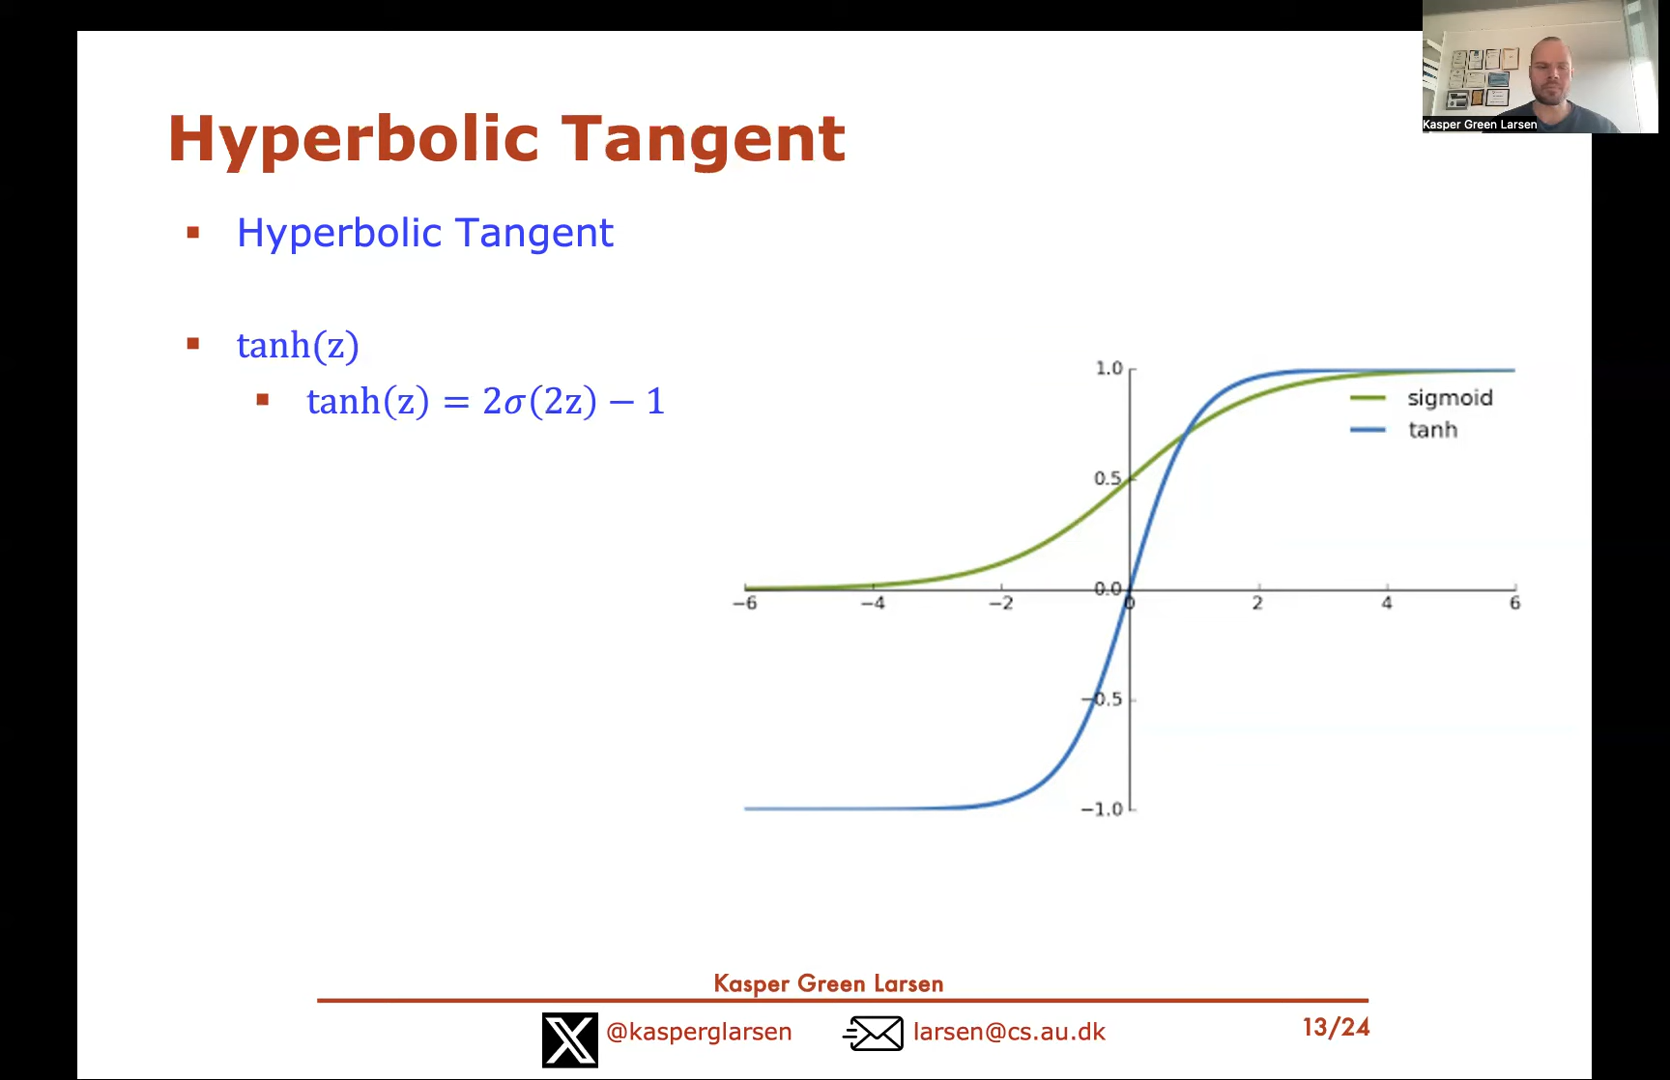 Kasper Green Larsen
Hyperbolic Tangent
▪ Hyperbolic Tangent
▪ tanh(z)
▪ tanh(z) = 2σ(2z) − 1
1.0
0.5
0.0
−0.5
−1.0
−6 −4 −2 0 2 4 6
sigmoid
tanh
Kasper Green Larsen
@kasperglarsen larsen@cs.au.dk 13/24